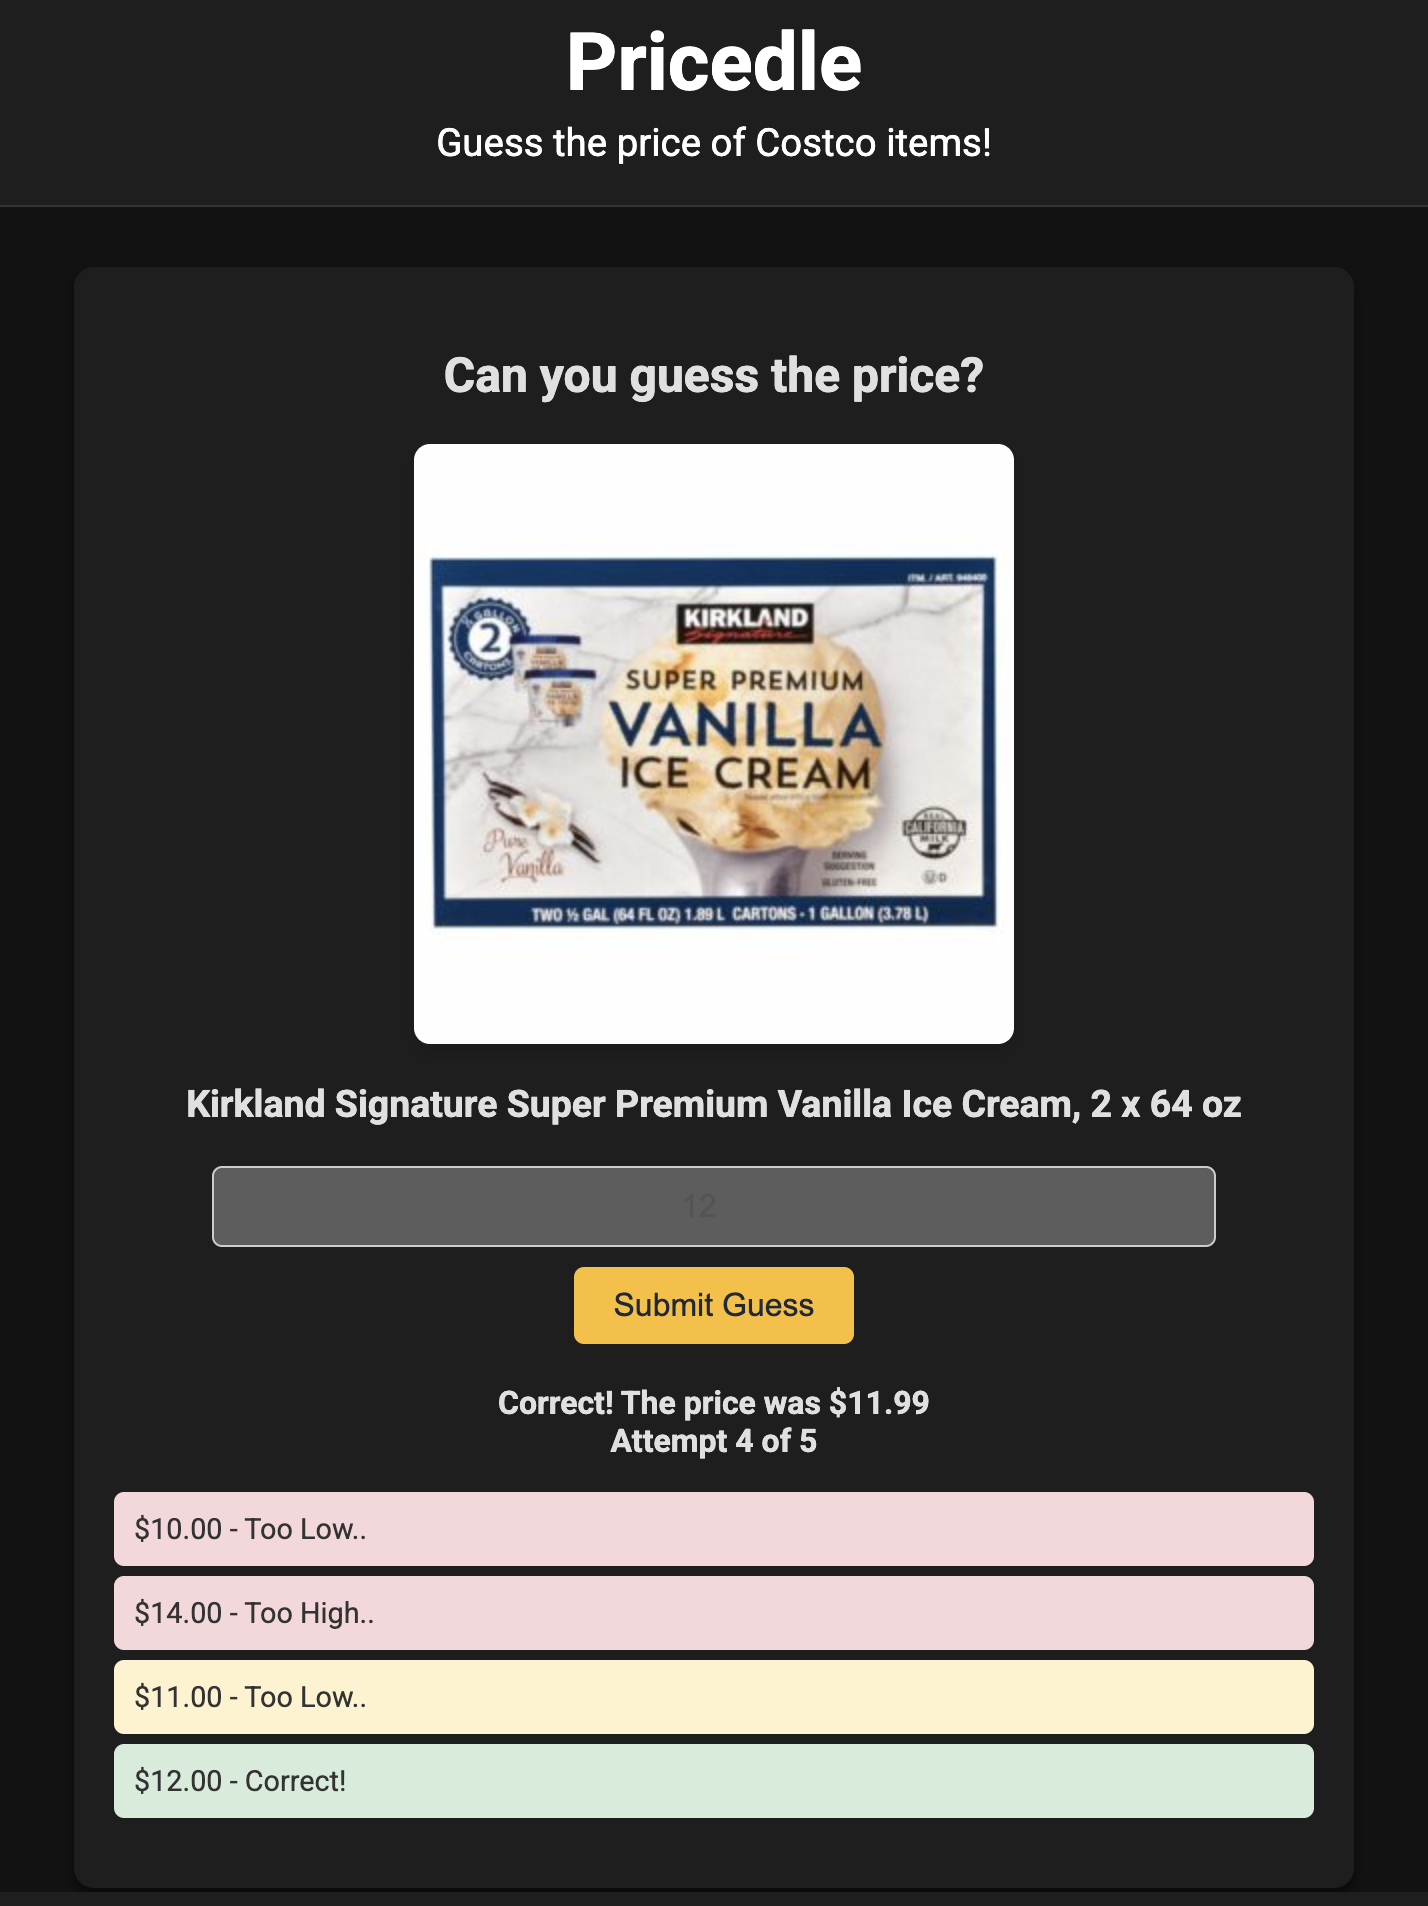 Pricedle
Guess the price of Costco items!
Can you guess the price?
ITM. / ART. 946400
½ GALLON
2
CARTONS
KIRKLAND
Signature
SUPER PREMIUM
VANILLA
ICE CREAM
Pure
Vanilla
REAL
CALIFORNIA
MILK
SERVING
SUGGESTION
GLUTEN-FREE
D
TWO ½ GAL (64 FL OZ) 1.89 L CARTONS - 1 GALLON (3.78 L)
Kirkland Signature Super Premium Vanilla Ice Cream, 2 x 64 oz
12
Submit Guess
Correct! The price was $11.99
Attempt 4 of 5
$10.00 - Too Low..
$14.00 - Too High..
$11.00 - Too Low..
$12.00 - Correct!